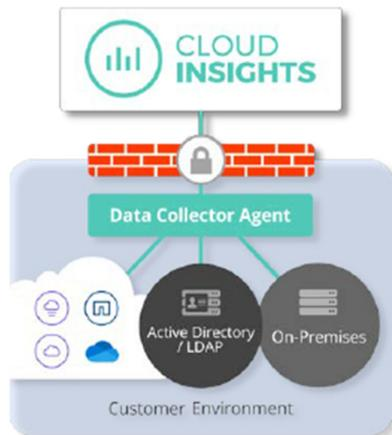 CLOUD
INSIGHTS
Data Collector Agent
Active Directory
/ LDAP
On-Premises
Customer Environment